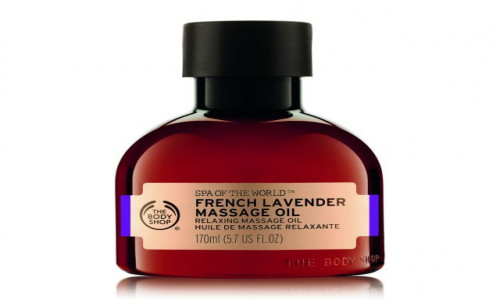 SPA OF THE WORLD™
FRENCH LAVENDER
MASSAGE OIL
RELAXING MASSAGE OIL
HUILE DE MASSAGE RELAXANTE
170ml (5.7 US FL.OZ)
THE
BODY
SHOP®
THE BODY SHOP